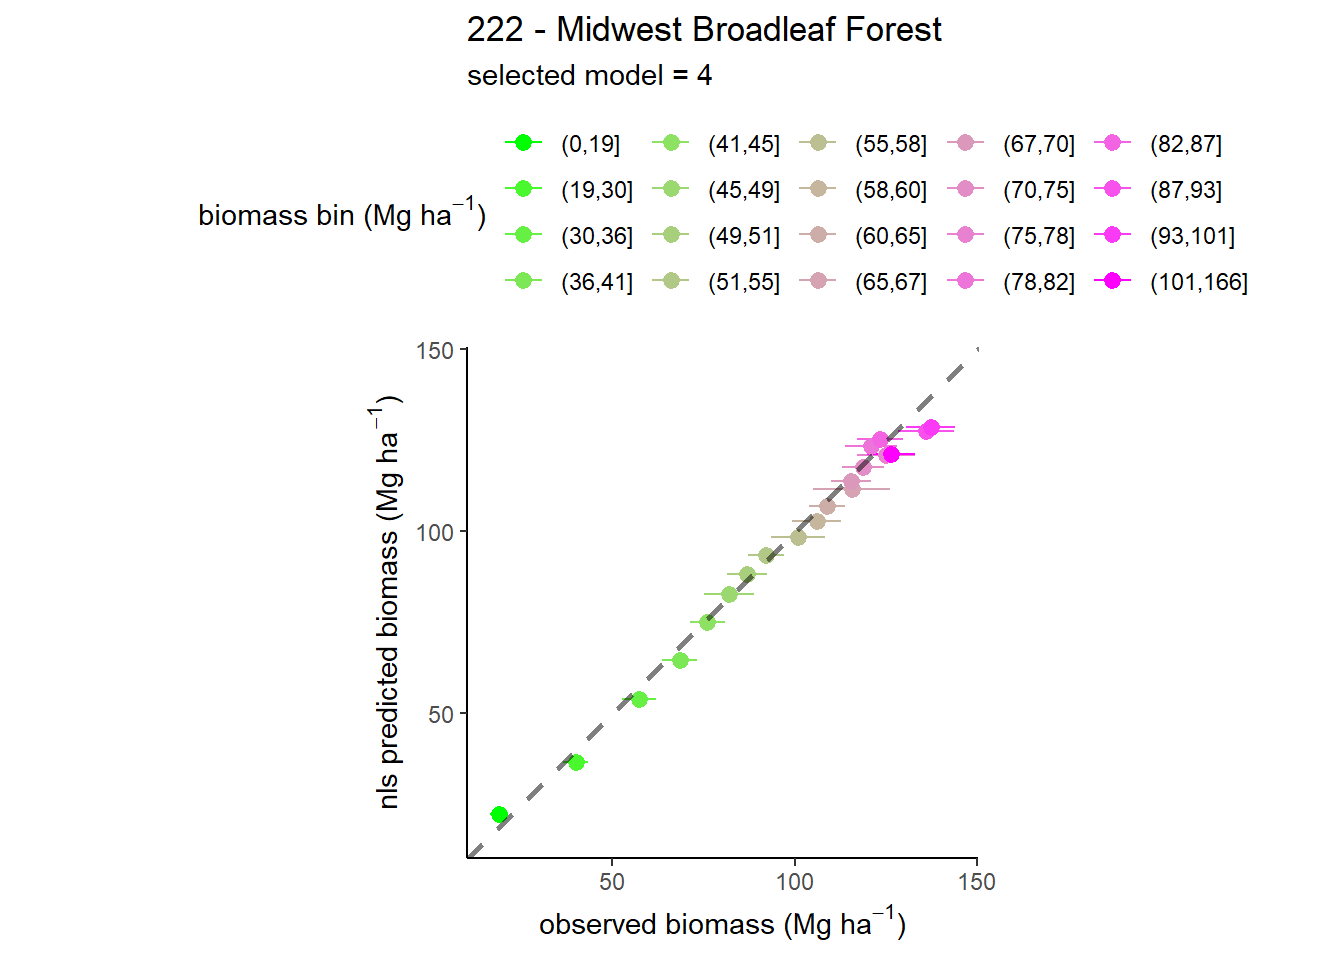 222 - Midwest Broadleaf Forest
selected model = 4
biomass bin (Mg ha⁻¹)
(0,19] (41,45] (55,58] (67,70] (82,87]
(19,30] (45,49] (58,60] (70,75] (87,93]
(30,36] (49,51] (60,65] (75,78] (93,101]
(36,41] (51,55] (65,67] (78,82] (101,166]
nls predicted biomass (Mg ha⁻¹)
150
100
50
50 100 150
observed biomass (Mg ha⁻¹)